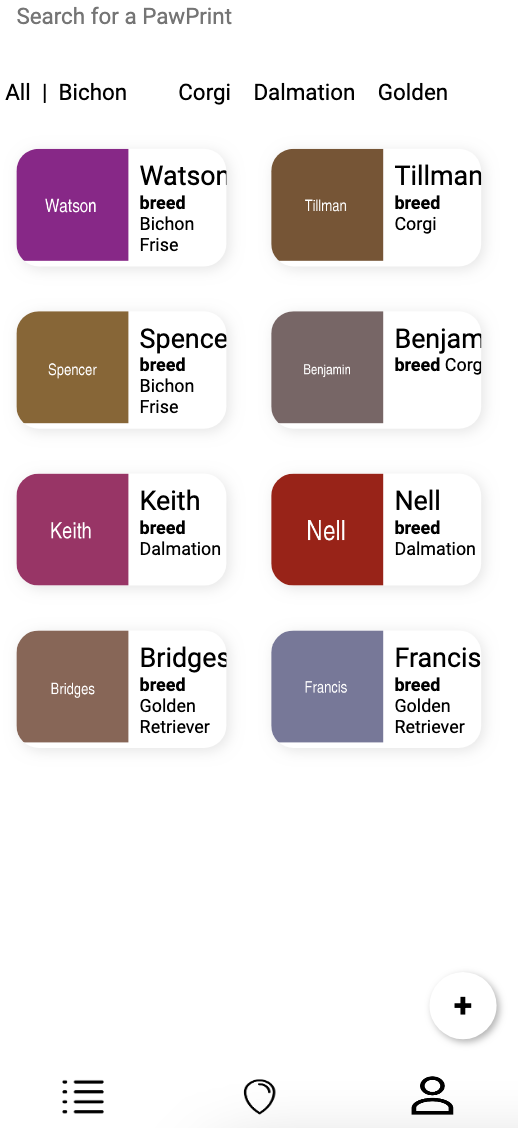 Search for a PawPrint
All | Bichon Corgi Dalmation Golden
Watson
Watson
breed
Bichon
Frise
Tillman
Tillman
breed
Corgi
Spencer
Spence
breed
Bichon
Frise
Benjamin
Benjam
breed Corg
Keith
Keith
breed
Dalmation
Nell
Nell
breed
Dalmation
Bridges
Bridges
breed
Golden
Retriever
Francis
Francis
breed
Golden
Retriever
+